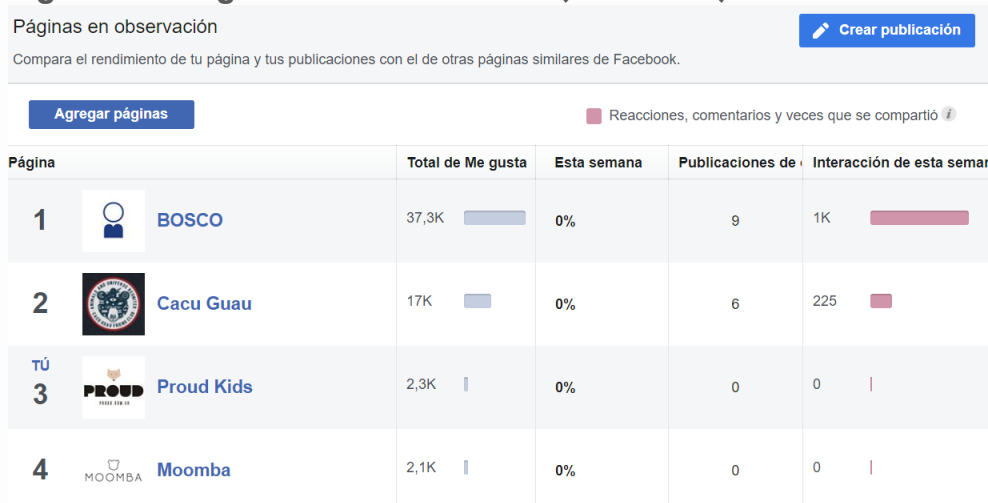 Páginas en observación
Crear publicación
Compara el rendimiento de tu página y tus publicaciones con el de otras páginas similares de Facebook.
Agregar páginas
Reacciones, comentarios y veces que se compartió
Página Total de Me gusta Esta semana Publicaciones de Interacción de esta semar
1 BOSCO 37,3K 0% 9 1K
2 Cacu Guau 17K 0% 6 225
TÚ
3 PROUD Proud Kids 2,3K 0% 0 0
4 MOOMBA Moomba 2,1K 0% 0 0